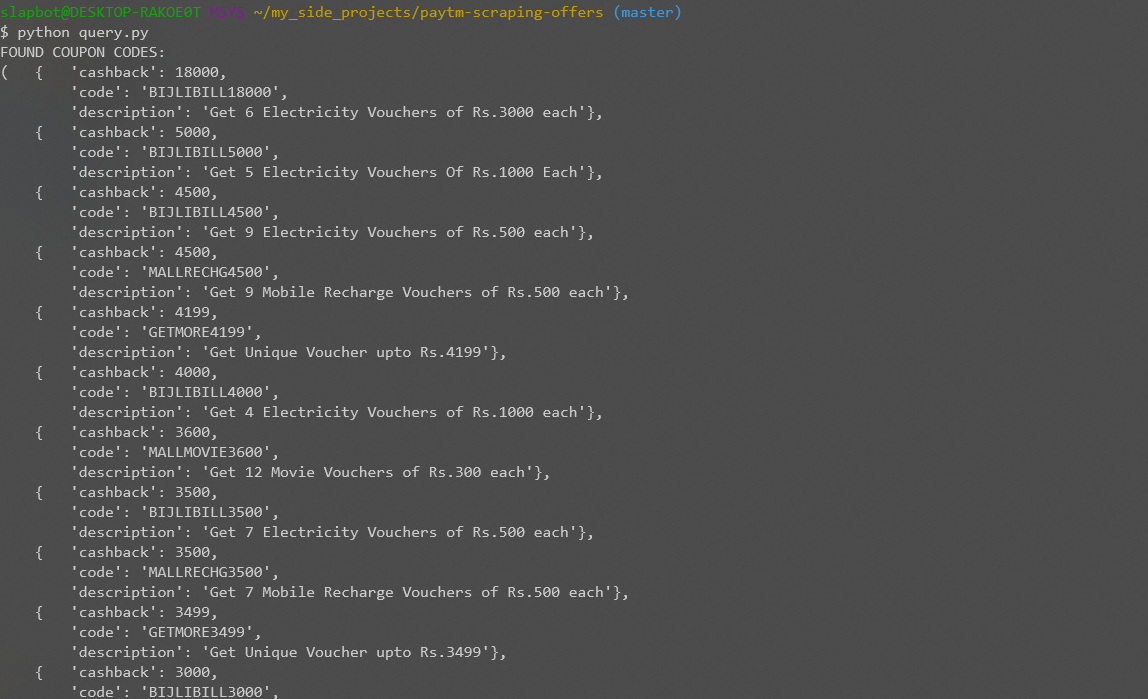 slapbot@DESKTOP-RAKOE0T MSYS ~/my_side_projects/paytm-scraping-offers (master)
$ python query.py
FOUND COUPON CODES:
(   {   'cashback': 18000,
        'code': 'BIJLIBILL18000',
        'description': 'Get 6 Electricity Vouchers of Rs.3000 each'},
    {   'cashback': 5000,
        'code': 'BIJLIBILL5000',
        'description': 'Get 5 Electricity Vouchers Of Rs.1000 Each'},
    {   'cashback': 4500,
        'code': 'BIJLIBILL4500',
        'description': 'Get 9 Electricity Vouchers of Rs.500 each'},
    {   'cashback': 4500,
        'code': 'MALLRECHG4500',
        'description': 'Get 9 Mobile Recharge Vouchers of Rs.500 each'},
    {   'cashback': 4199,
        'code': 'GETMORE4199',
        'description': 'Get Unique Voucher upto Rs.4199'},
    {   'cashback': 4000,
        'code': 'BIJLIBILL4000',
        'description': 'Get 4 Electricity Vouchers of Rs.1000 each'},
    {   'cashback': 3600,
        'code': 'MALLMOVIE3600',
        'description': 'Get 12 Movie Vouchers of Rs.300 each'},
    {   'cashback': 3500,
        'code': 'BIJLIBILL3500',
        'description': 'Get 7 Electricity Vouchers of Rs.500 each'},
    {   'cashback': 3500,
        'code': 'MALLRECHG3500',
        'description': 'Get 7 Mobile Recharge Vouchers of Rs.500 each'},
    {   'cashback': 3499,
        'code': 'GETMORE3499',
        'description': 'Get Unique Voucher upto Rs.3499'},
    {   'cashback': 3000,
        'code': 'BIJLIBILL3000',